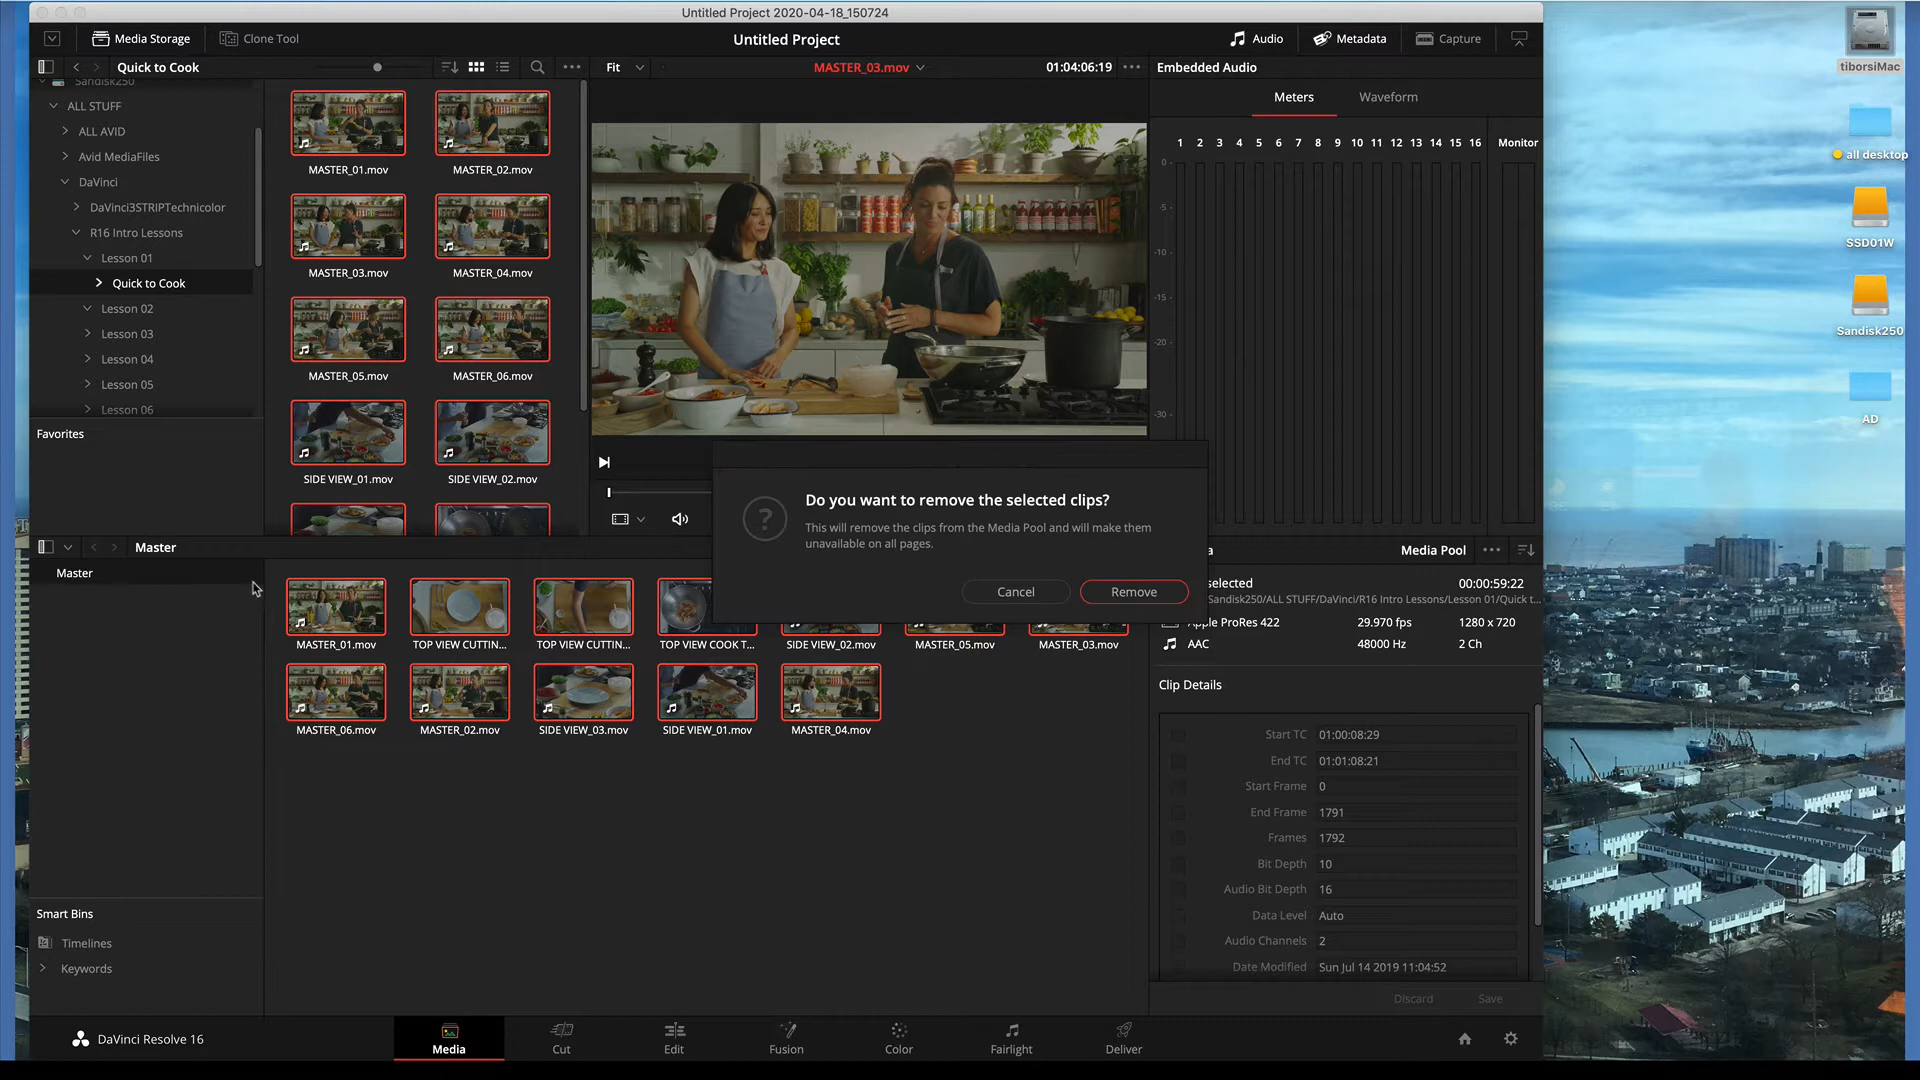 Untitled Project 2020-04-18_150724
Media Storage
Clone Tool
Untitled Project
Audio
Metadata
Capture
Quick to Cook
Fit
MASTER_03.mov
01:04:06:19
Embedded Audio
Sandisk250
ALL STUFF
ALL AVID
Avid MediaFiles
DaVinci
DaVinci3STRIPTechnicolor
R16 Intro Lessons
Lesson 01
Quick to Cook
Lesson 02
Lesson 03
Lesson 04
Lesson 05
Lesson 06
Favorites
MASTER_01.mov
MASTER_02.mov
MASTER_03.mov
MASTER_04.mov
MASTER_05.mov
MASTER_06.mov
SIDE VIEW_01.mov
SIDE VIEW_02.mov
Meters
Waveform
1 2 3 4 5 6 7 8 9 10 11 12 13 14 15 16 Monitor
0
-5
-10
-15
-20
-30
Do you want to remove the selected clips?
This will remove the clips from the Media Pool and will make them
unavailable on all pages.
Cancel
Remove
Master
Master
MASTER_01.mov
TOP VIEW CUTTIN...
TOP VIEW CUTTIN...
TOP VIEW COOK T...
SIDE VIEW_02.mov
MASTER_05.mov
MASTER_03.mov
MASTER_06.mov
MASTER_02.mov
SIDE VIEW_03.mov
SIDE VIEW_01.mov
MASTER_04.mov
Smart Bins
Timelines
Keywords
a
Media Pool
selected
00:00:59:22
Sandisk250/ALL STUFF/DaVinci/R16 Intro Lessons/Lesson 01/Quick t...
Apple ProRes 422
29.970 fps
1280 x 720
AAC
48000 Hz
2 Ch
Clip Details
Start TC 01:00:08:29
End TC 01:01:08:21
Start Frame 0
End Frame 1791
Frames 1792
Bit Depth 10
Audio Bit Depth 16
Data Level Auto
Audio Channels 2
Date Modified Sun Jul 14 2019 11:04:52
Discard
Save
DaVinci Resolve 16
Media
Cut
Edit
Fusion
Color
Fairlight
Deliver
tiborsiMac
all desktop
SSD01W
Sandisk250
AD